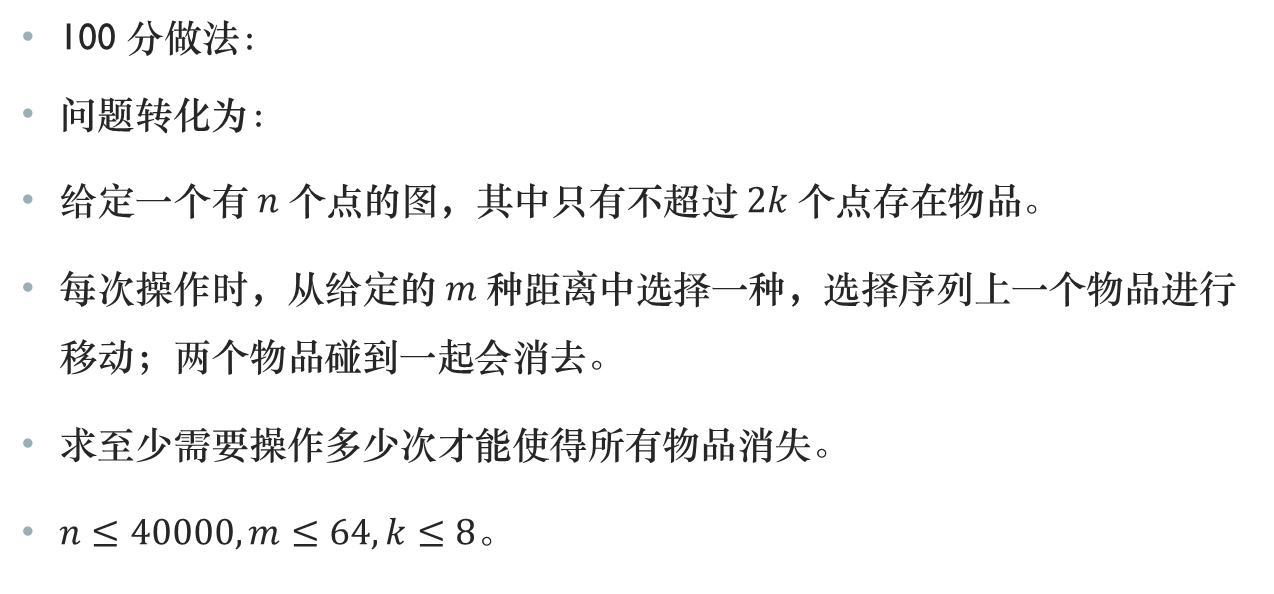 • 100 分做法:
• 问题转化为:
• 给定一个有 n 个点的图，其中只有不超过 2k 个点存在物品。
• 每次操作时，从给定的 m 种距离中选择一种，选择序列上一个物品进行
移动；两个物品碰到一起会消去。
• 求至少需要操作多少次才能使得所有物品消失。
• n ≤ 40000, m ≤ 64, k ≤ 8。